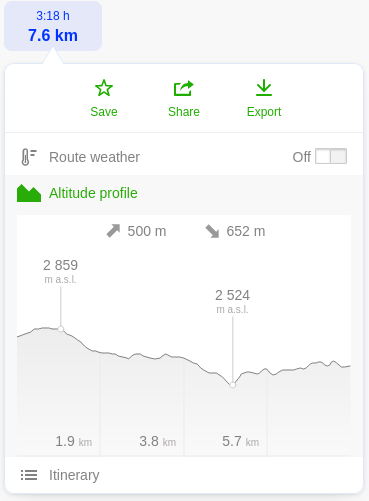 3:18 h
7.6 km
Save Share Export
Route weather Off
Altitude profile
500 m 652 m
2 859
m a.s.l.
2 524
m a.s.l.
1.9 km 3.8 km 5.7 km
Itinerary